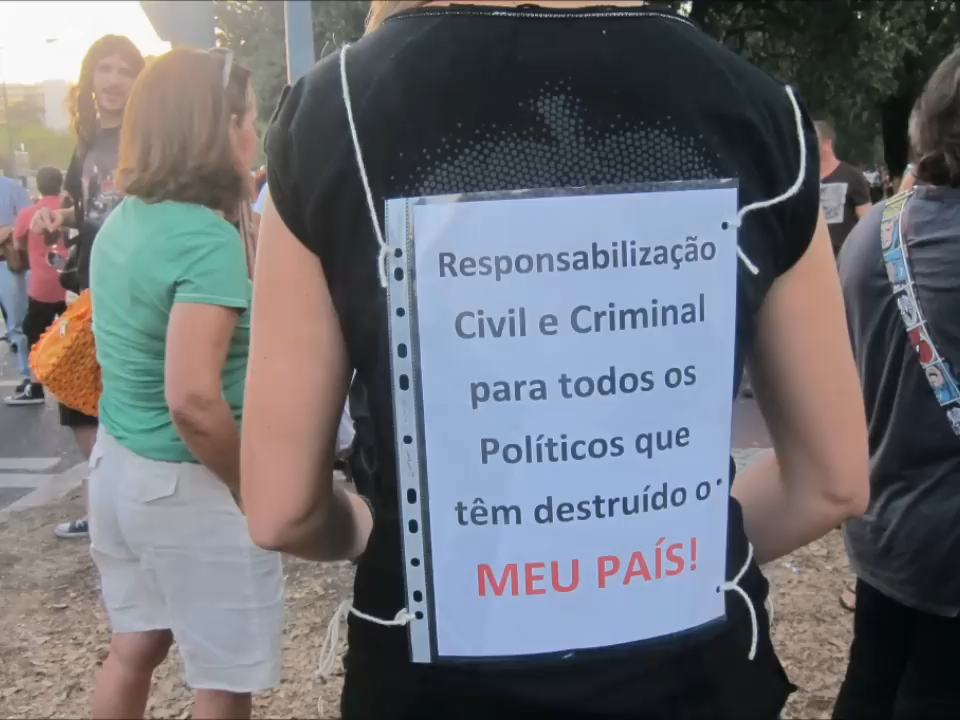 Responsabilização
Civil e Criminal
para todos os
Políticos que
têm destruído o
MEU PAÍS!